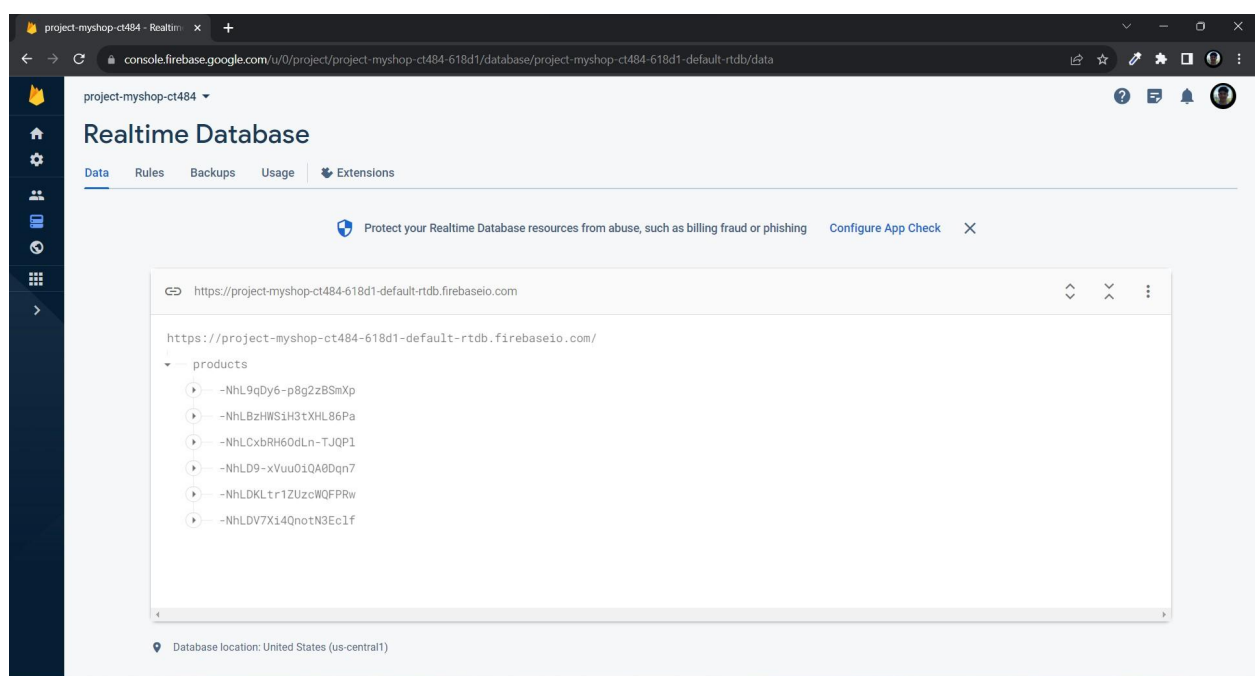 project-myshop-ct484 - Realtim
console.firebase.google.com/u/0/project/project-myshop-ct484-618d1/database/project-myshop-ct484-618d1-default-rtdb/data
project-myshop-ct484
Realtime Database
Data Rules Backups Usage Extensions
Protect your Realtime Database resources from abuse, such as billing fraud or phishing Configure App Check
https://project-myshop-ct484-618d1-default-rtdb.firebaseio.com
https://project-myshop-ct484-618d1-default-rtdb.firebaseio.com/
products
-NhL9qDy6-p8g2zBSmXp
-NhLBzHWSiH3tXHL86Pa
-NhLCxbRH6OdLn-TJQPl
-NhLD9-xVuuOiQA0Dqn7
-NhLDKLtr1ZUzcWQFPRw
-NhLDV7Xi4QnotN3Eclf
Database location: United States (us-central1)